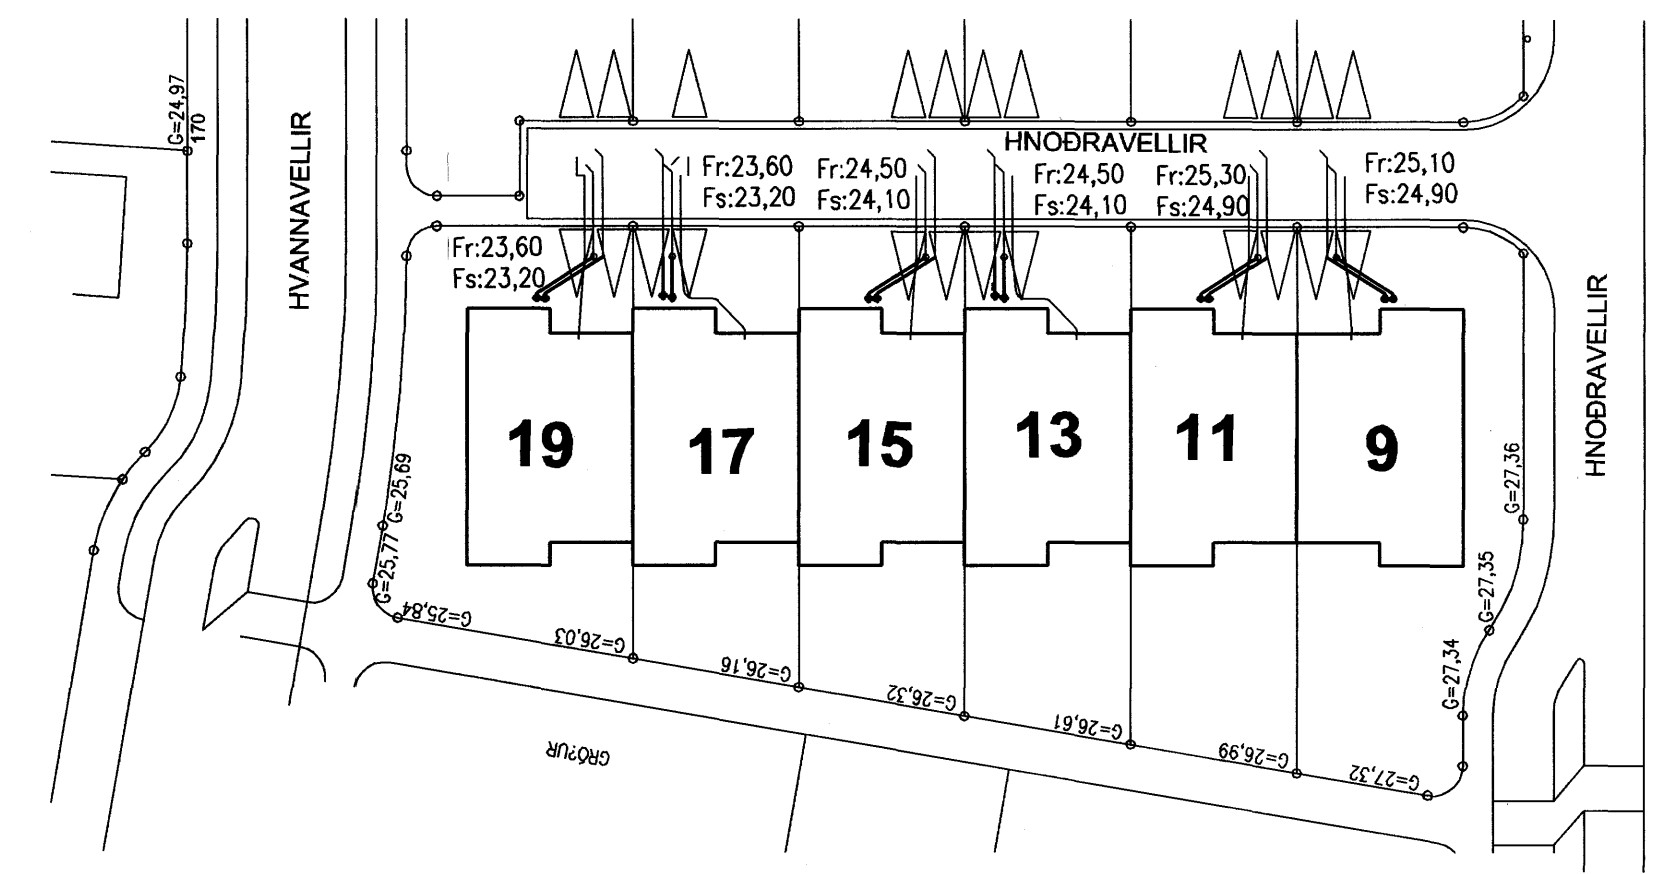 G=24,97
170
HVANNAVELLIR
HNOÐRAVELLIR
Fr:23,60
Fs:23,20
Fr:24,50
Fs:24,10
Fr:24,50
Fs:24,10
Fr:25,30
Fs:24,90
Fr:25,10
Fs:24,90
Fr:23,60
Fs:23,20
HNOÐRAVELLIR
19
17
15
13
11
9
G=25,69
G=25,77
G=25,84
G=26,03
G=26,16
G=26,32
G=26,61
G=26,99
G=27,32
G=27,34
G=27,35
G=27,36
GRÓ?UR